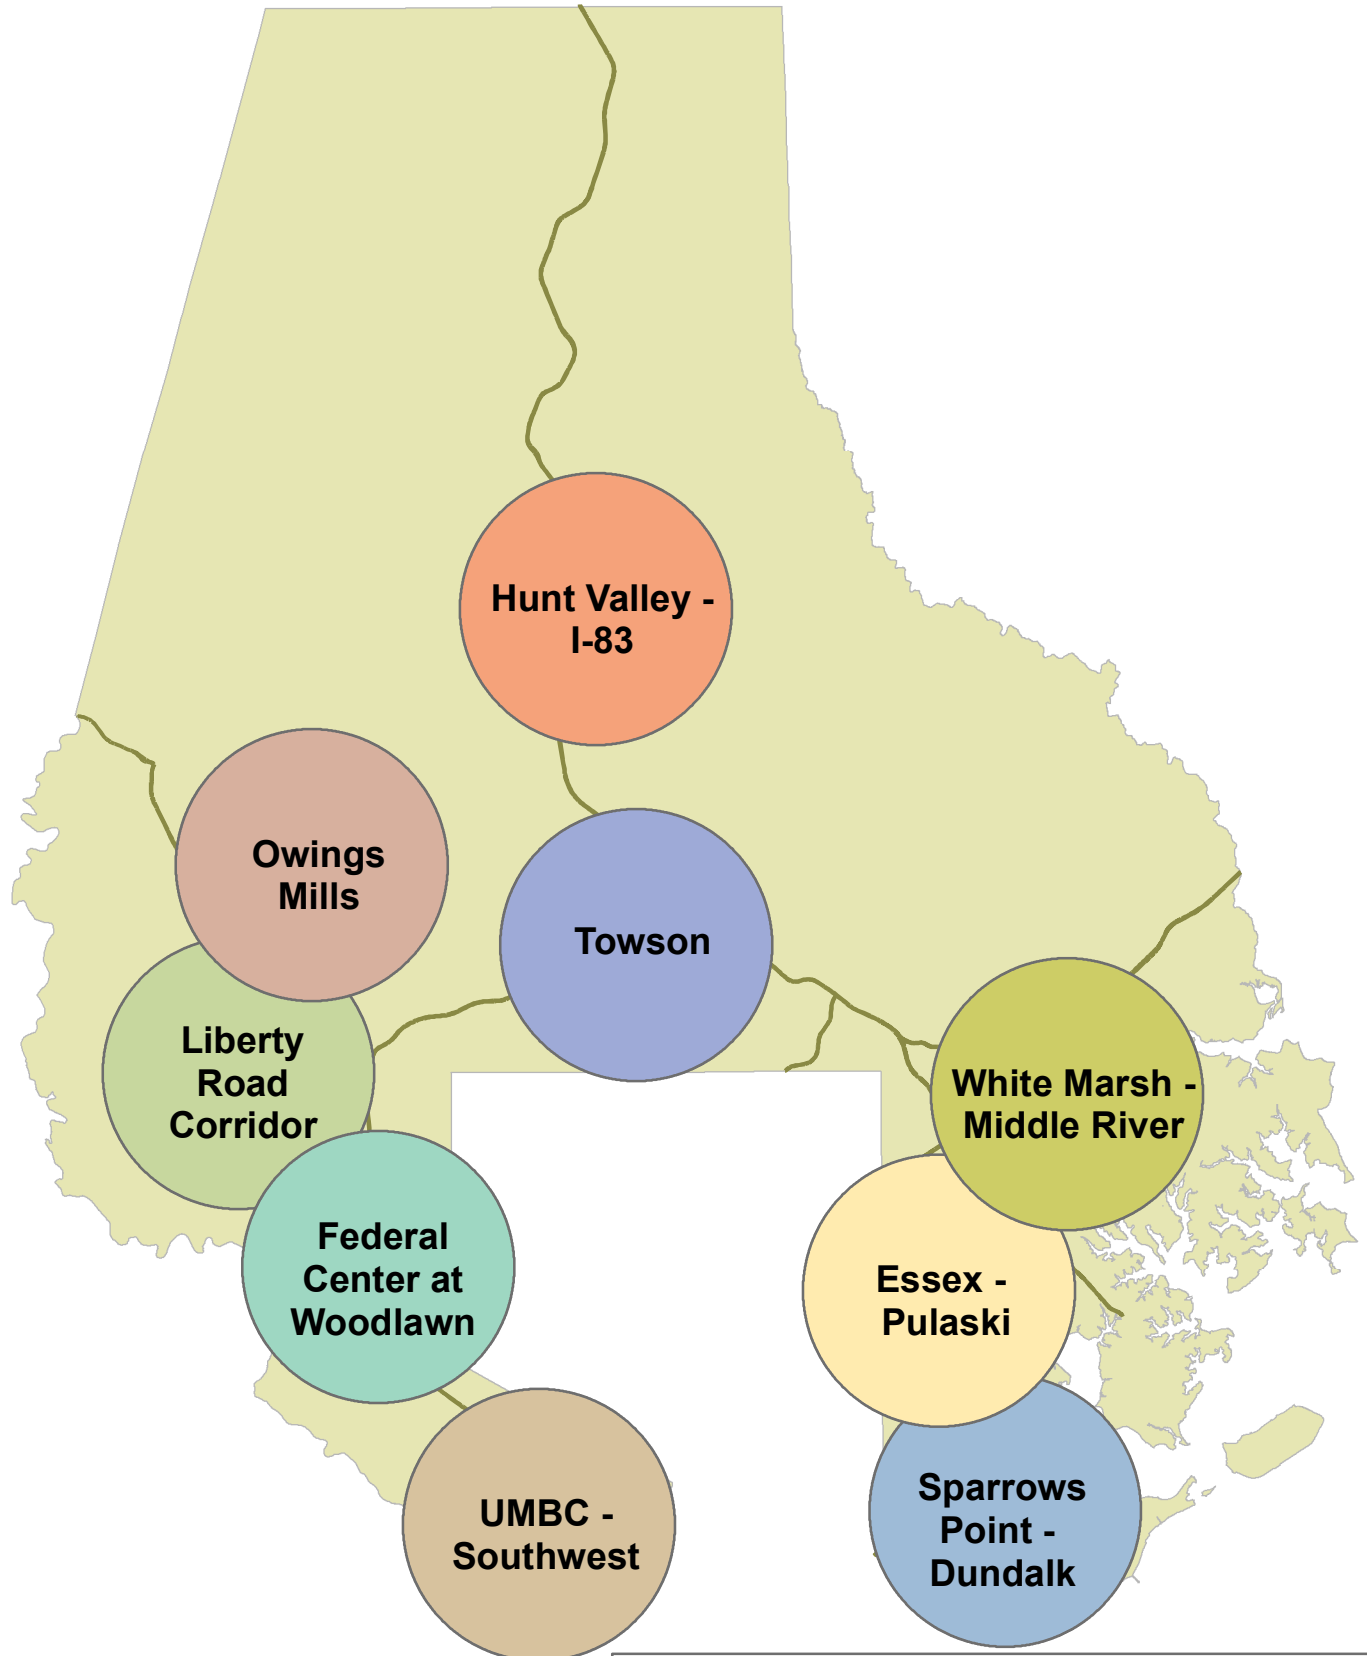 Hunt Valley -
I-83
Owings
Mills
Towson
Liberty
Road
Corridor
White Marsh -
Middle River
Federal
Center at
Woodlawn
Essex -
Pulaski
UMBC -
Southwest
Sparrows
Point -
Dundalk